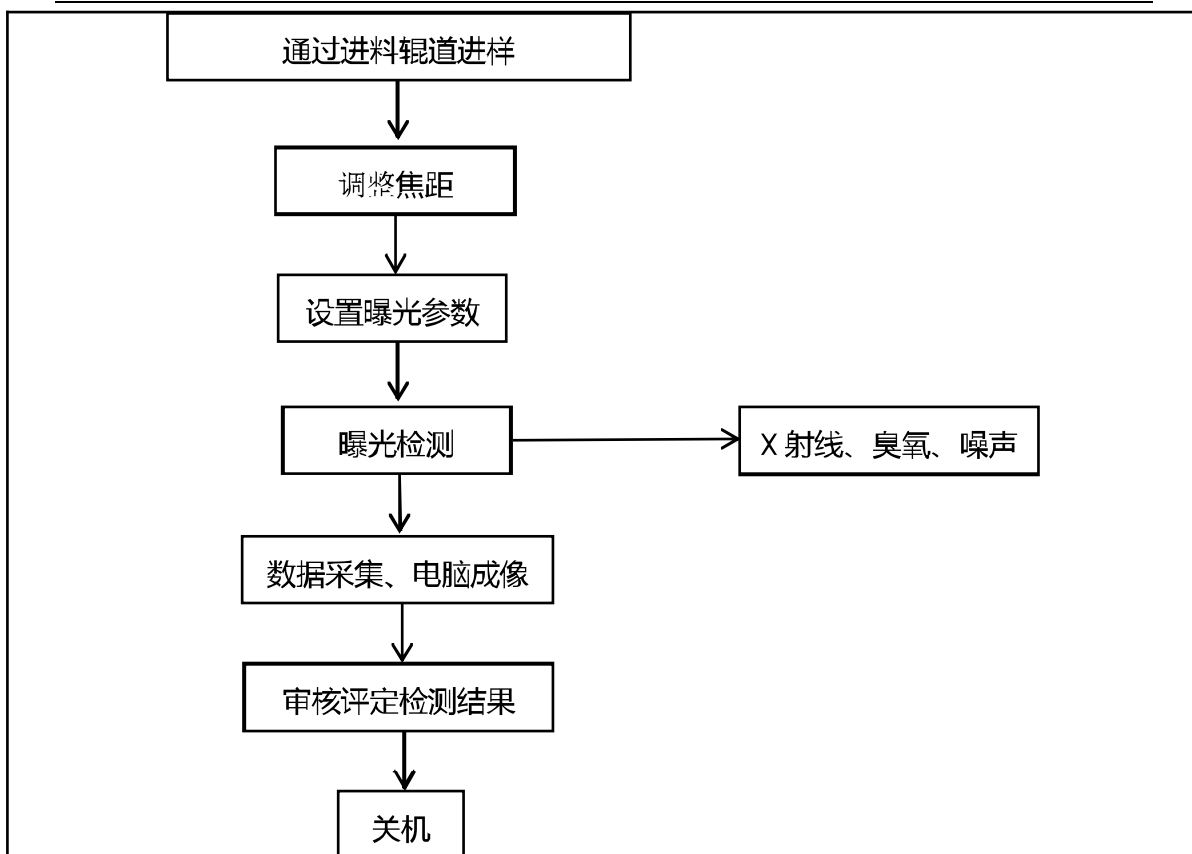 通过进料辊道进样
调整焦距
设置曝光参数
曝光检测
X 射线、臭氧、噪声
数据采集、电脑成像
审核评定检测结果
关机